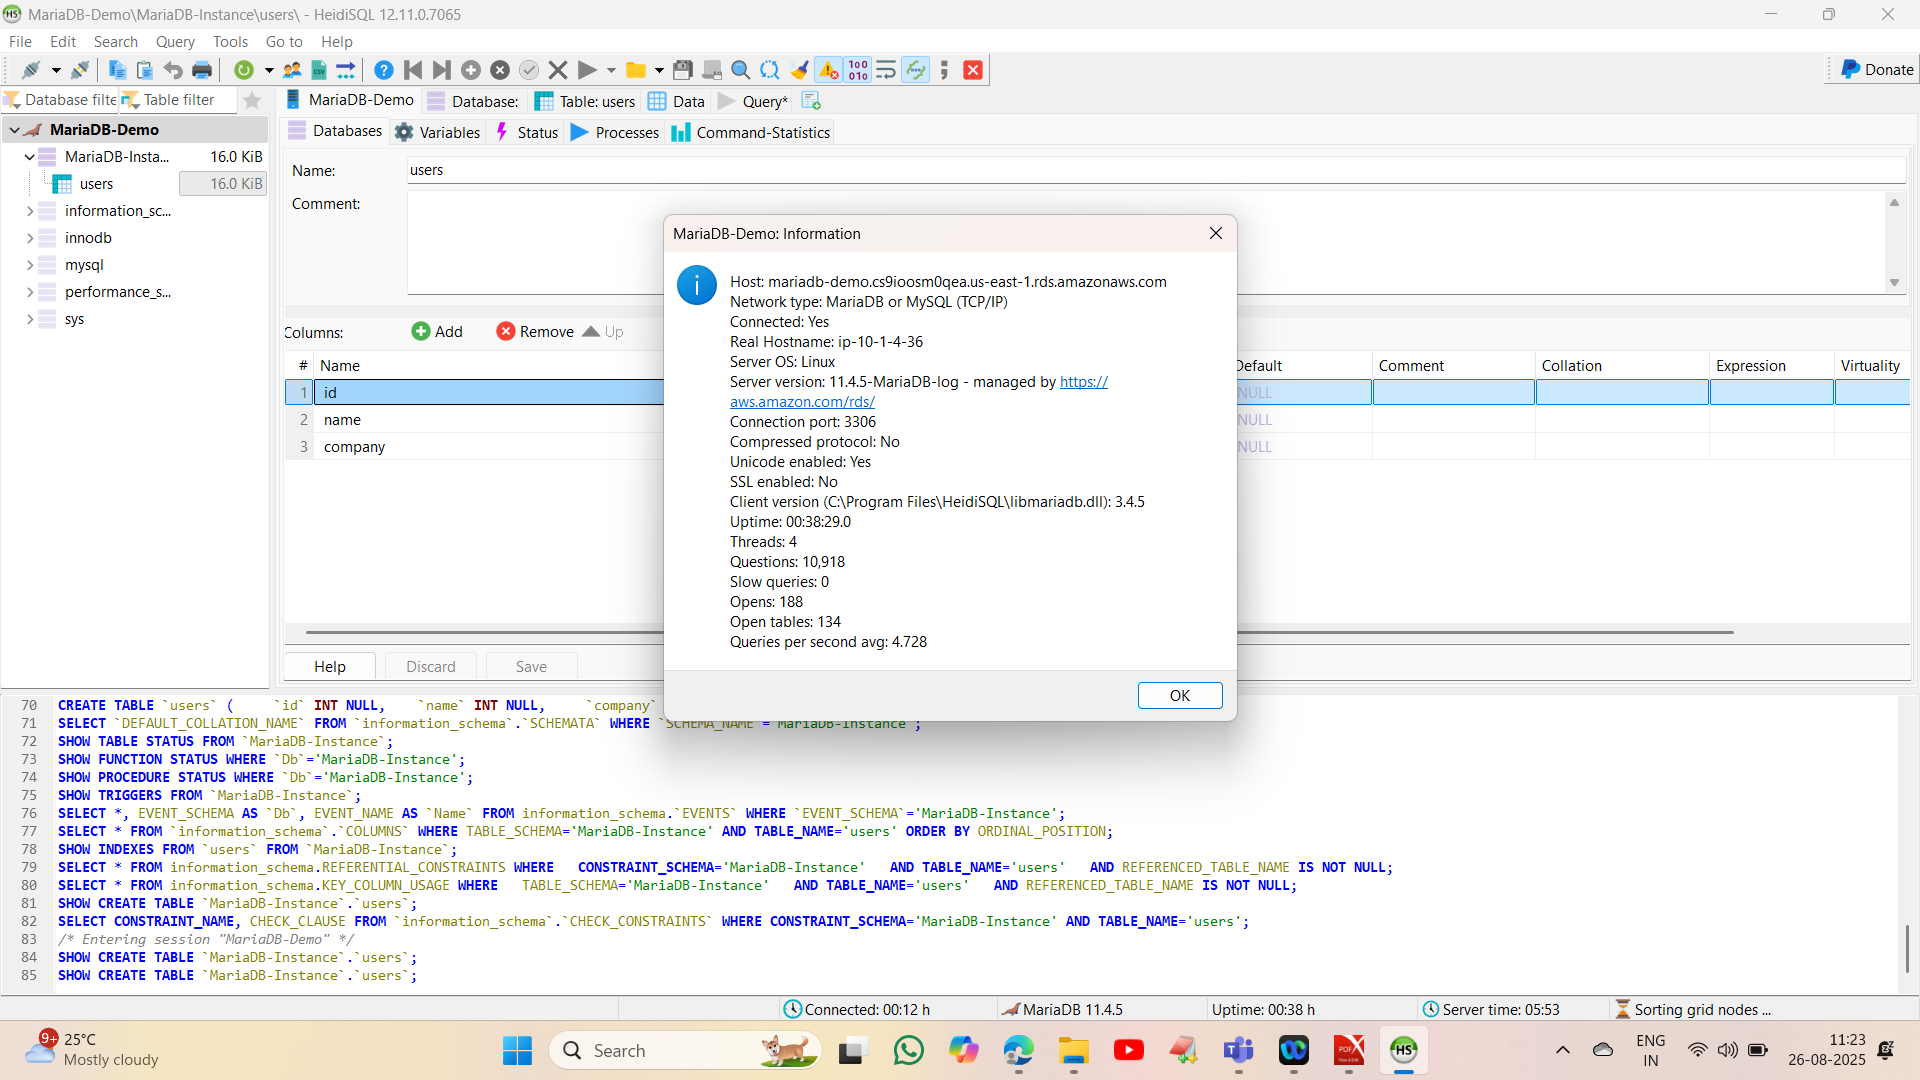 MariaDB-Demo\MariaDB-Instance\users\ - HeidiSQL 12.11.0.7065
File Edit Search Query Tools Go to Help
Donate
Database filte Table filter
MariaDB-Demo Database: Table: users Data Query*
MariaDB-Demo
Databases Variables Status Processes Command-Statistics
MariaDB-Insta... 16.0 KiB
users 16.0 KiB
information_sc...
innodb
mysql
performance_s...
sys
Name: users
Comment:
Columns: Add Remove Up
# Name Default Comment Collation Expression Virtuality
1 id NULL
2 name NULL
3 company NULL
Help Discard Save
MariaDB-Demo: Information
Host: mariadb-demo.cs9ioosm0qea.us-east-1.rds.amazonaws.com
Network type: MariaDB or MySQL (TCP/IP)
Connected: Yes
Real Hostname: ip-10-1-4-36
Server OS: Linux
Server version: 11.4.5-MariaDB-log - managed by https://
aws.amazon.com/rds/
Connection port: 3306
Compressed protocol: No
Unicode enabled: Yes
SSL enabled: No
Client version (C:\Program Files\HeidiSQL\libmariadb.dll): 3.4.5
Uptime: 00:38:29.0
Threads: 4
Questions: 10,918
Slow queries: 0
Opens: 188
Open tables: 134
Queries per second avg: 4.728
OK
70 CREATE TABLE `users` ( `id` INT NULL, `name` INT NULL, `company`
71 SELECT `DEFAULT_COLLATION_NAME` FROM `information_schema`.`SCHEMATA` WHERE `SCHEMA_NAME`='MariaDB-Instance';
72 SHOW TABLE STATUS FROM `MariaDB-Instance`;
73 SHOW FUNCTION STATUS WHERE `Db`='MariaDB-Instance';
74 SHOW PROCEDURE STATUS WHERE `Db`='MariaDB-Instance';
75 SHOW TRIGGERS FROM `MariaDB-Instance`;
76 SELECT *, EVENT_SCHEMA AS `Db`, EVENT_NAME AS `Name` FROM information_schema.`EVENTS` WHERE `EVENT_SCHEMA`='MariaDB-Instance';
77 SELECT * FROM `information_schema`.`COLUMNS` WHERE TABLE_SCHEMA='MariaDB-Instance' AND TABLE_NAME='users' ORDER BY ORDINAL_POSITION;
78 SHOW INDEXES FROM `users` FROM `MariaDB-Instance`;
79 SELECT * FROM information_schema.REFERENTIAL_CONSTRAINTS WHERE CONSTRAINT_SCHEMA='MariaDB-Instance' AND TABLE_NAME='users' AND REFERENCED_TABLE_NAME IS NOT NULL;
80 SELECT * FROM information_schema.KEY_COLUMN_USAGE WHERE TABLE_SCHEMA='MariaDB-Instance' AND TABLE_NAME='users' AND REFERENCED_TABLE_NAME IS NOT NULL;
81 SHOW CREATE TABLE `MariaDB-Instance`.`users`;
82 SELECT CONSTRAINT_NAME, CHECK_CLAUSE FROM `information_schema`.`CHECK_CONSTRAINTS` WHERE CONSTRAINT_SCHEMA='MariaDB-Instance' AND TABLE_NAME='users';
83 /* Entering session "MariaDB-Demo" */
84 SHOW CREATE TABLE `MariaDB-Instance`.`users`;
85 SHOW CREATE TABLE `MariaDB-Instance`.`users`;
Connected: 00:12 h MariaDB 11.4.5 Uptime: 00:38 h Server time: 05:53 Sorting grid nodes ...
9+ 25°C
Mostly cloudy
Search
ENG
IN
11:23
26-08-2025